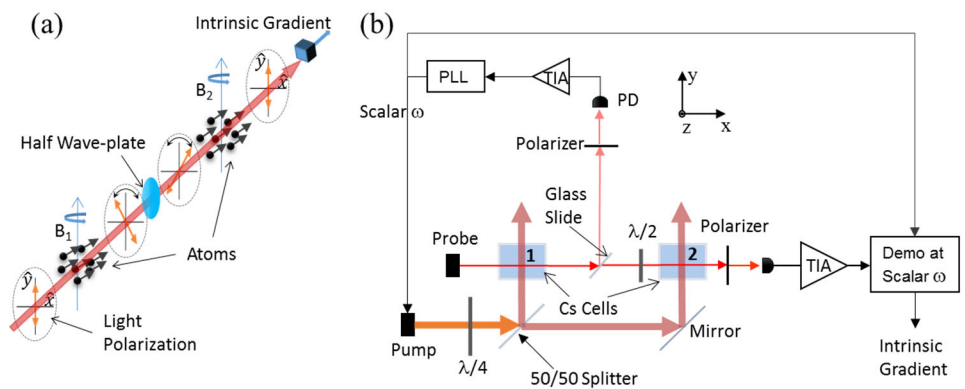 (a)
Intrinsic Gradient
ŷ
x̂
B2
Half Wave-plate
B1
Atoms
ŷ
x̂
Light
Polarization
(b)
PLL
TIA
PD
Scalar ω
Polarizer
y
z
x
Glass
Slide
λ/2
Polarizer
Probe
1
2
TIA
Demo at
Scalar ω
Cs Cells
Pump
λ/4
Mirror
50/50 Splitter
Intrinsic
Gradient